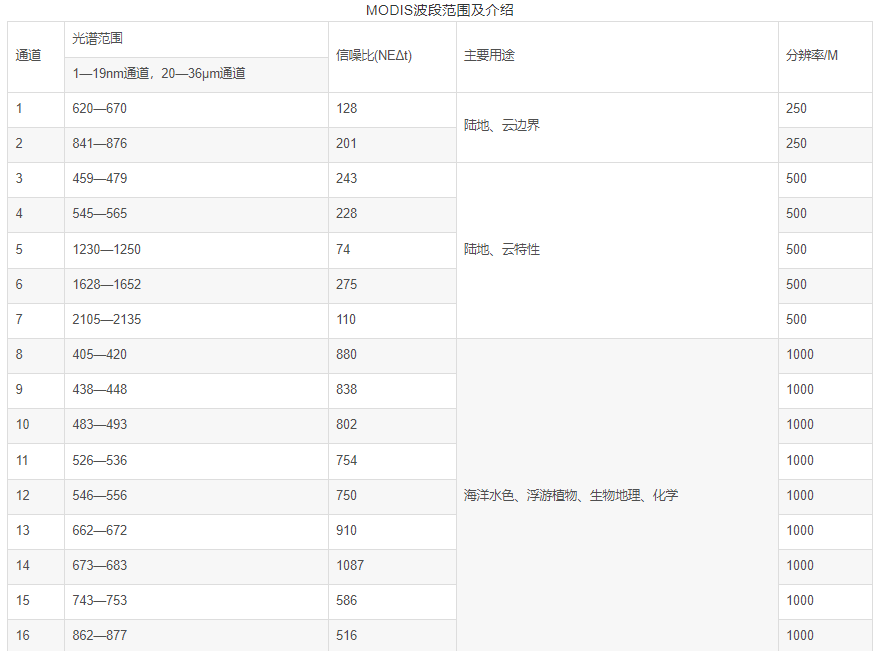 MODIS波段范围及介绍
通道 光谱范围 信噪比(NEΔt) 主要用途 分辨率/M
1—19nm通道，20—36μm通道
1 620—670 128 陆地、云边界 250
2 841—876 201 250
3 459—479 243 陆地、云特性 500
4 545—565 228 500
5 1230—1250 74 500
6 1628—1652 275 500
7 2105—2135 110 500
8 405—420 880 海洋水色、浮游植物、生物地理、化学 1000
9 438—448 838 1000
10 483—493 802 1000
11 526—536 754 1000
12 546—556 750 1000
13 662—672 910 1000
14 673—683 1087 1000
15 743—753 586 1000
16 862—877 516 1000